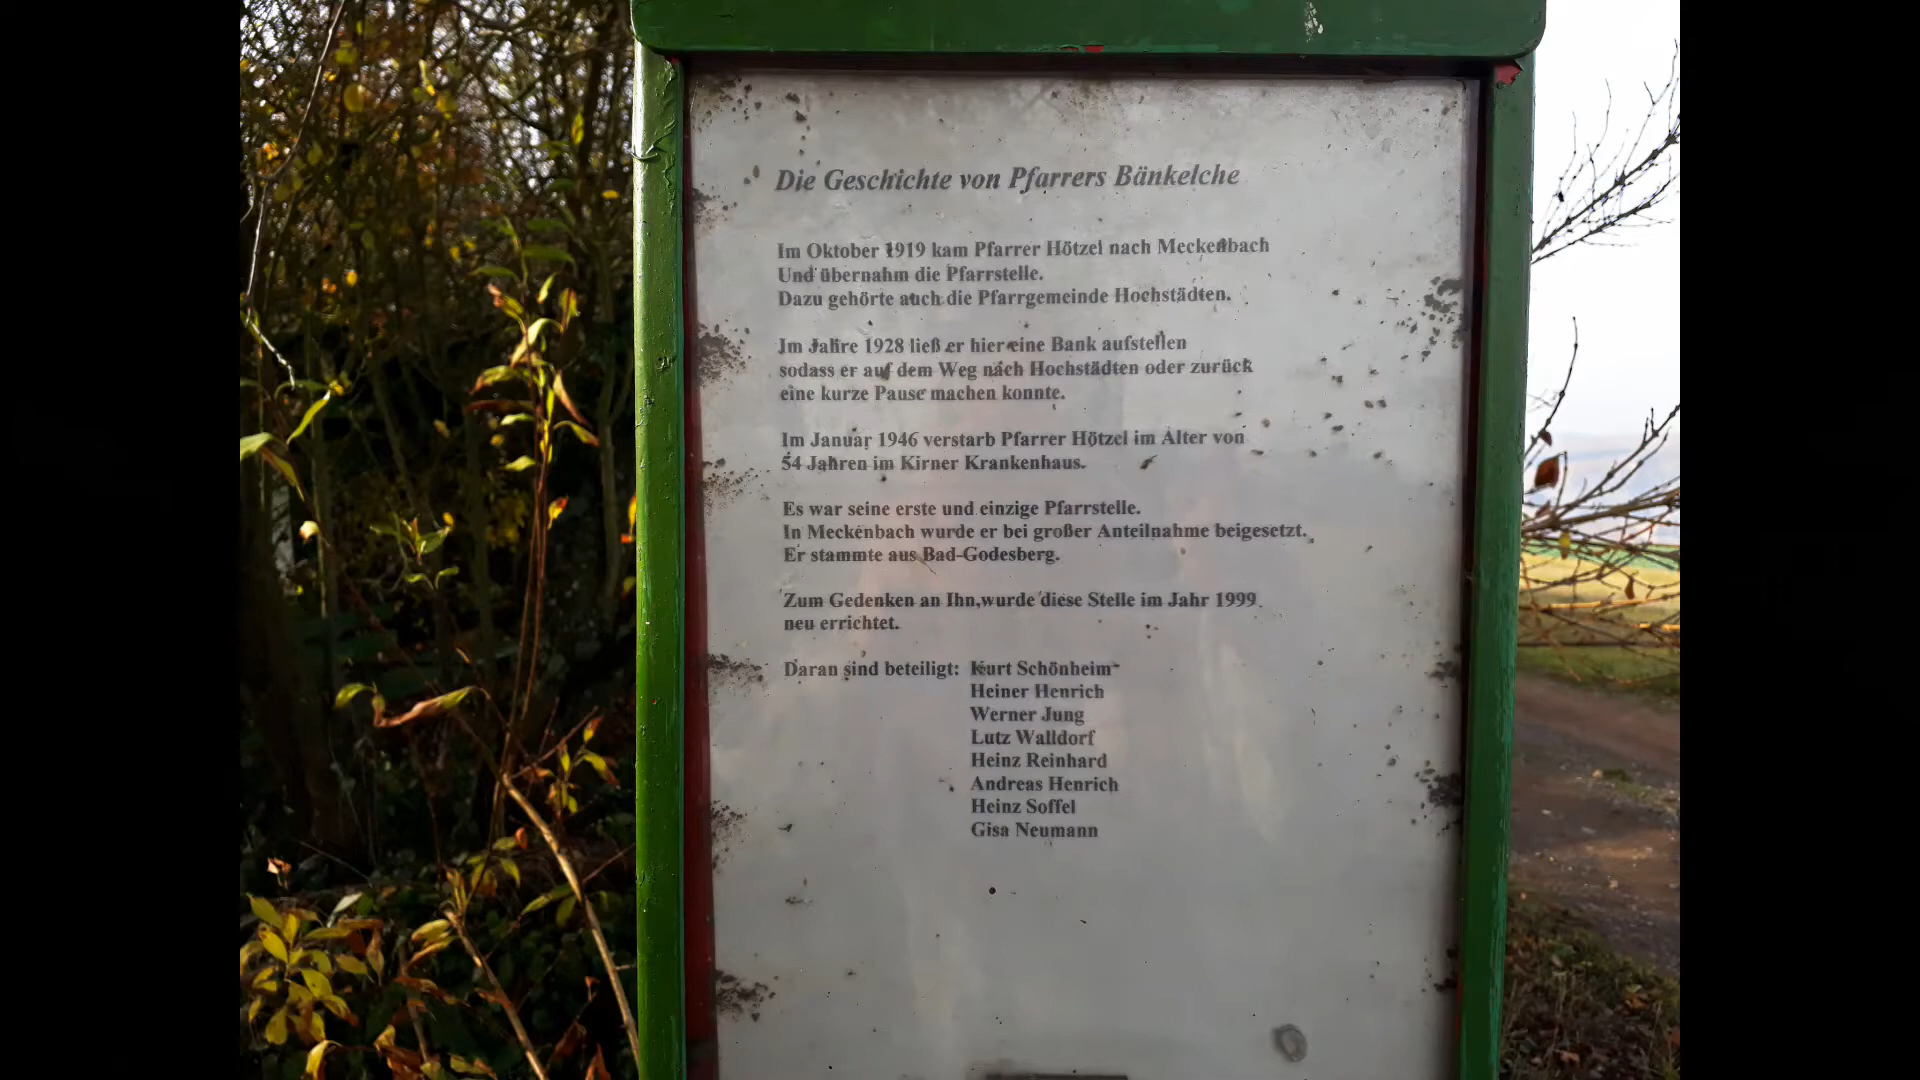 Die Geschichte von Pfarrers Bänkelche
Im Oktober 1919 kam Pfarrer Hötzel nach Meckenbach
Und übernahm die Pfarrstelle.
Dazu gehörte auch die Pfarrgemeinde Hochstädten.
Im Jahre 1928 ließ er hier eine Bank aufstellen
sodass er auf dem Weg nach Hochstädten oder zurück
eine kurze Pause machen konnte.
Im Januar 1946 verstarb Pfarrer Hötzel im Alter von
54 Jahren im Kirner Krankenhaus.
Es war seine erste und einzige Pfarrstelle.
In Meckenbach wurde er bei großer Anteilnahme beigesetzt.
Er stammte aus Bad-Godesberg.
Zum Gedenken an Ihn,wurde diese Stelle im Jahr 1999
neu errichtet.
Daran sind beteiligt: Kurt Schönheim
Heiner Henrich
Werner Jung
Lutz Walldorf
Heinz Reinhard
Andreas Henrich
Heinz Soffel
Gisa Neumann